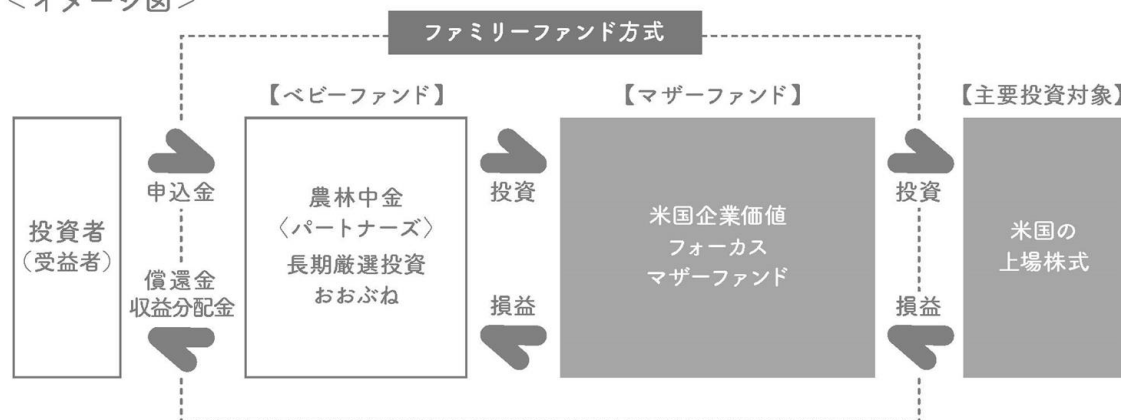 ＜イメージ図＞
ファミリーファンド方式
【ベビーファンド】
【マザーファンド】
【主要投資対象】
投資者
（受益者）
申込金
償還金
収益分配金
農林中金
〈パートナーズ〉
長期厳選投資
おおぶね
投資
損益
米国企業価値
フォーカス
マザーファンド
投資
損益
米国の
上場株式